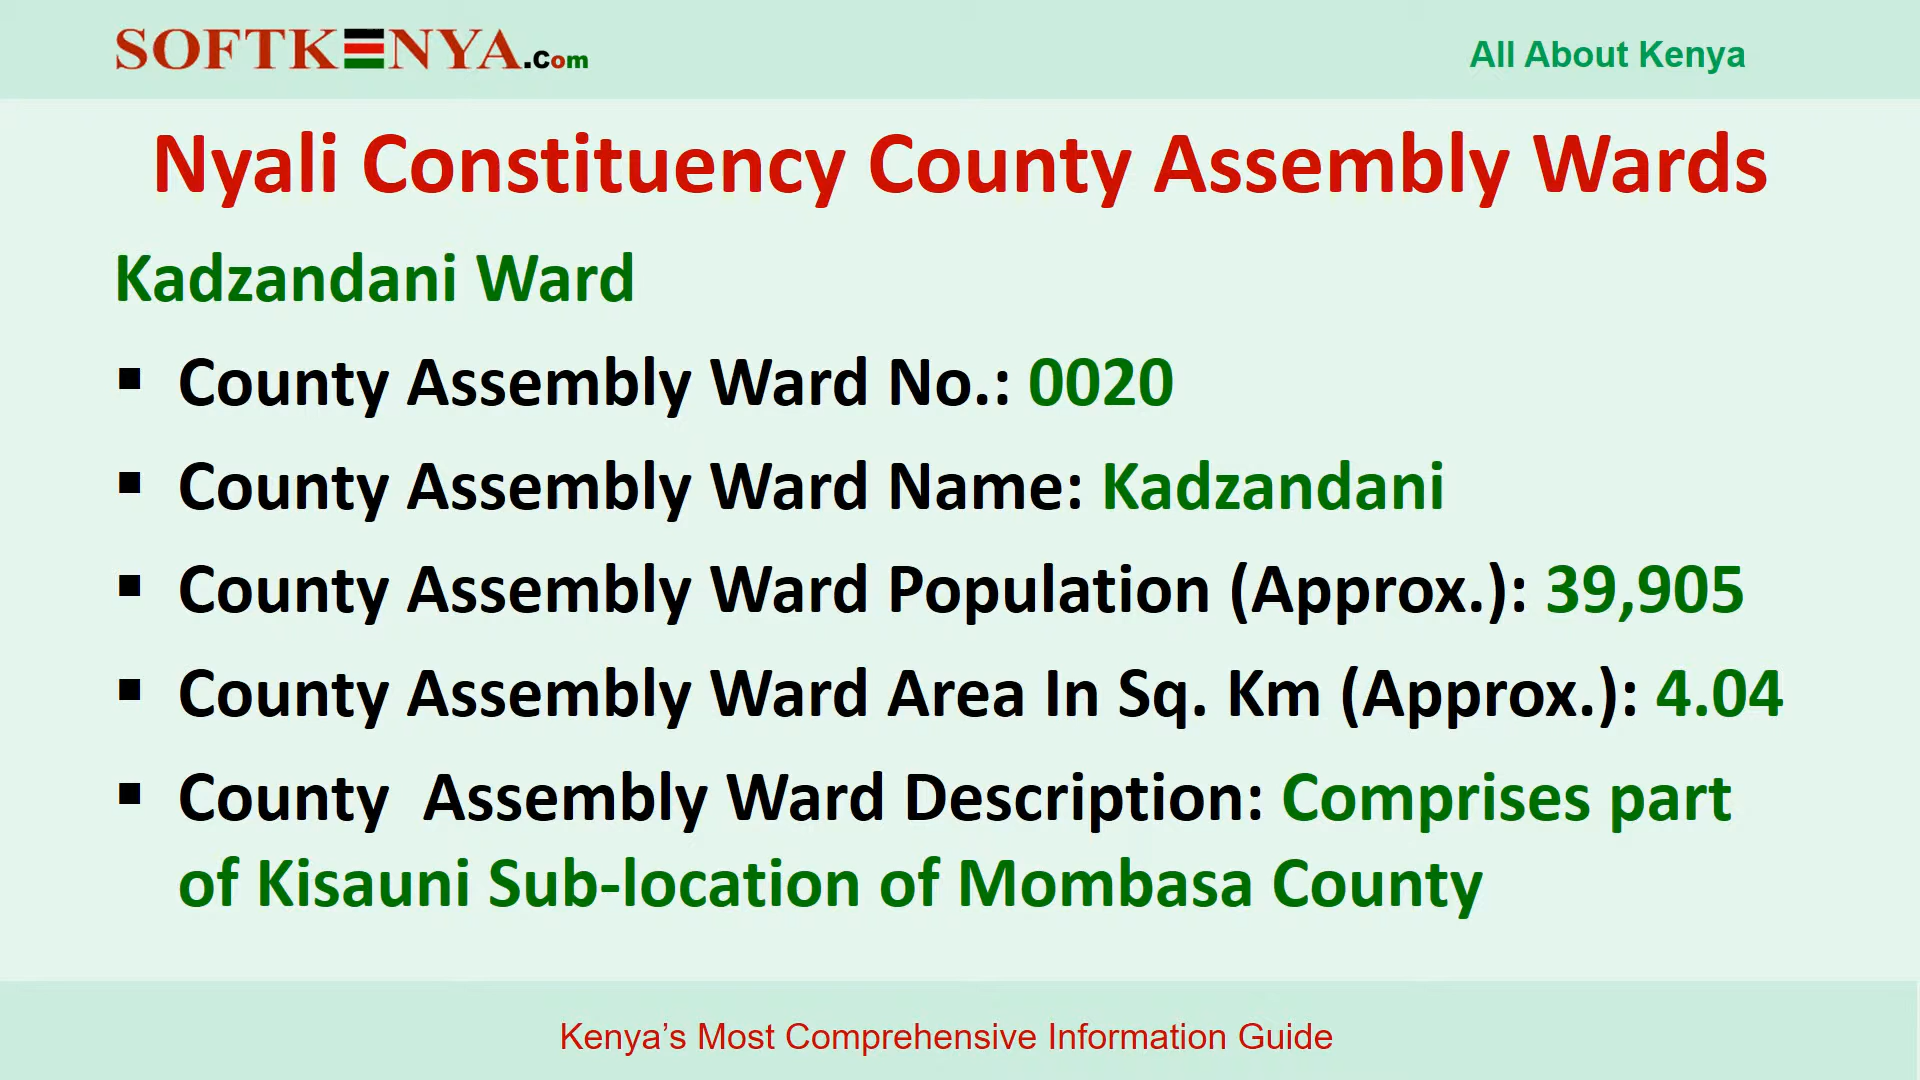 SOFTKENYA.Com
All About Kenya
Nyali Constituency County Assembly Wards
Kadzandani Ward
▪ County Assembly Ward No.: 0020
▪ County Assembly Ward Name: Kadzandani
▪ County Assembly Ward Population (Approx.): 39,905
▪ County Assembly Ward Area In Sq. Km (Approx.): 4.04
▪ County  Assembly Ward Description: Comprises part
of Kisauni Sub-location of Mombasa County
Kenya’s Most Comprehensive Information Guide